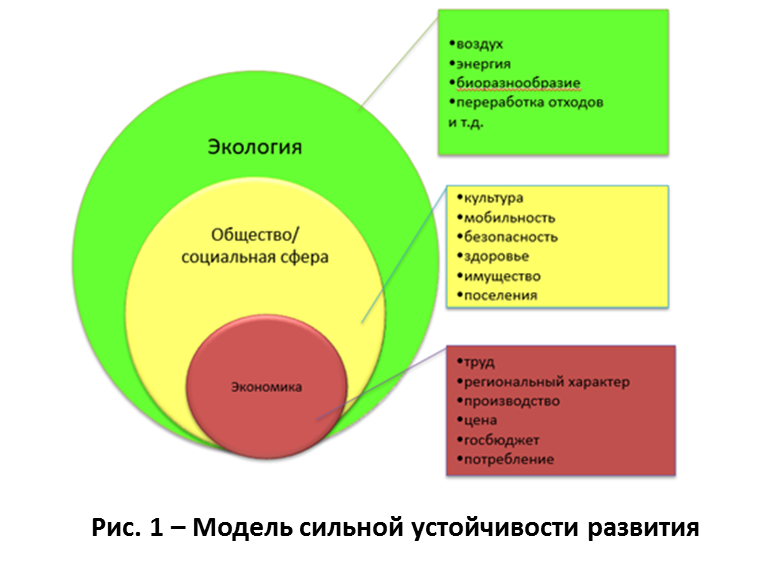 Экология
Общество/
социальная сфера
Экономика
•воздух
•энергия
•биоразнообразие
•переработка отходов
и т.д.
•культура
•мобильность
•безопасность
•здоровье
•имущество
•поселения
•труд
•региональный характер
•производство
•цена
•госбюджет
•потребление
Рис. 1 – Модель сильной устойчивости развития